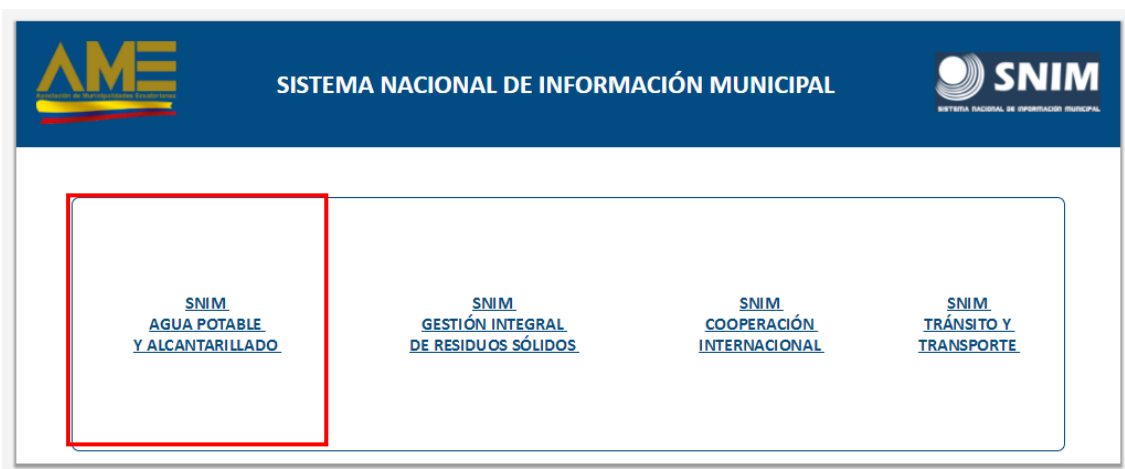 AME
Asociación de Municipalidades Ecuatorianas
SISTEMA NACIONAL DE INFORMACIÓN MUNICIPAL
SNIM
SISTEMA NACIONAL DE INFORMACIÓN MUNICIPAL
SNIM
AGUA POTABLE
Y ALCANTARILLADO
SNIM
GESTIÓN INTEGRAL
DE RESIDUOS SÓLIDOS
SNIM
COOPERACIÓN
INTERNACIONAL
SNIM
TRÁNSITO Y
TRANSPORTE